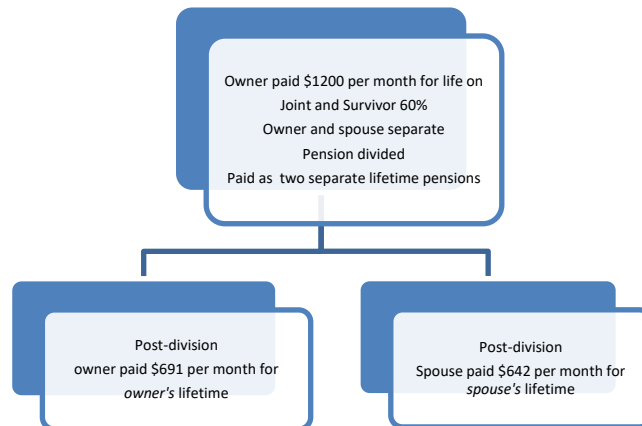 Owner paid $1200 per month for life on
Joint and Survivor 60%
Owner and spouse separate
Pension divided
Paid as two separate lifetime pensions
Post-division
owner paid $691 per month for
owner's lifetime
Post-division
Spouse paid $642 per month for
spouse's lifetime